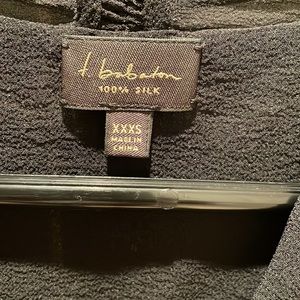 t. babaton
100% SILK
XXXS
MADE IN
CHINA